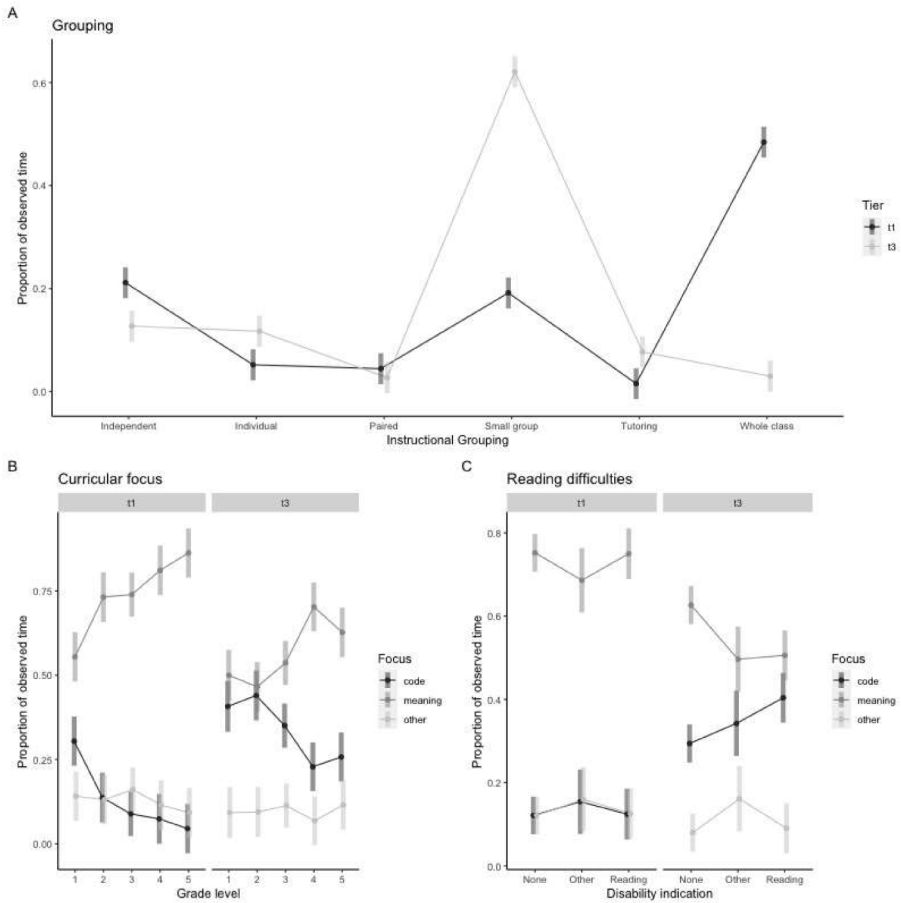 A
Grouping
0.6
0.4
0.2
0.0
Proportion of observed time
Independent Individual Paired Small group Tutoring Whole class
Instructional Grouping
Tier
t1
t3
B
Curricular focus
t1 t3
0.75
0.50
0.25
0.00
Proportion of observed time
1 2 3 4 5 1 2 3 4 5
Grade level
Focus
code
meaning
other
C
Reading difficulties
t1 t3
0.8
0.6
0.4
0.2
0.0
Proportion of observed time
None Other Reading None Other Reading
Disability indication
Focus
code
meaning
other